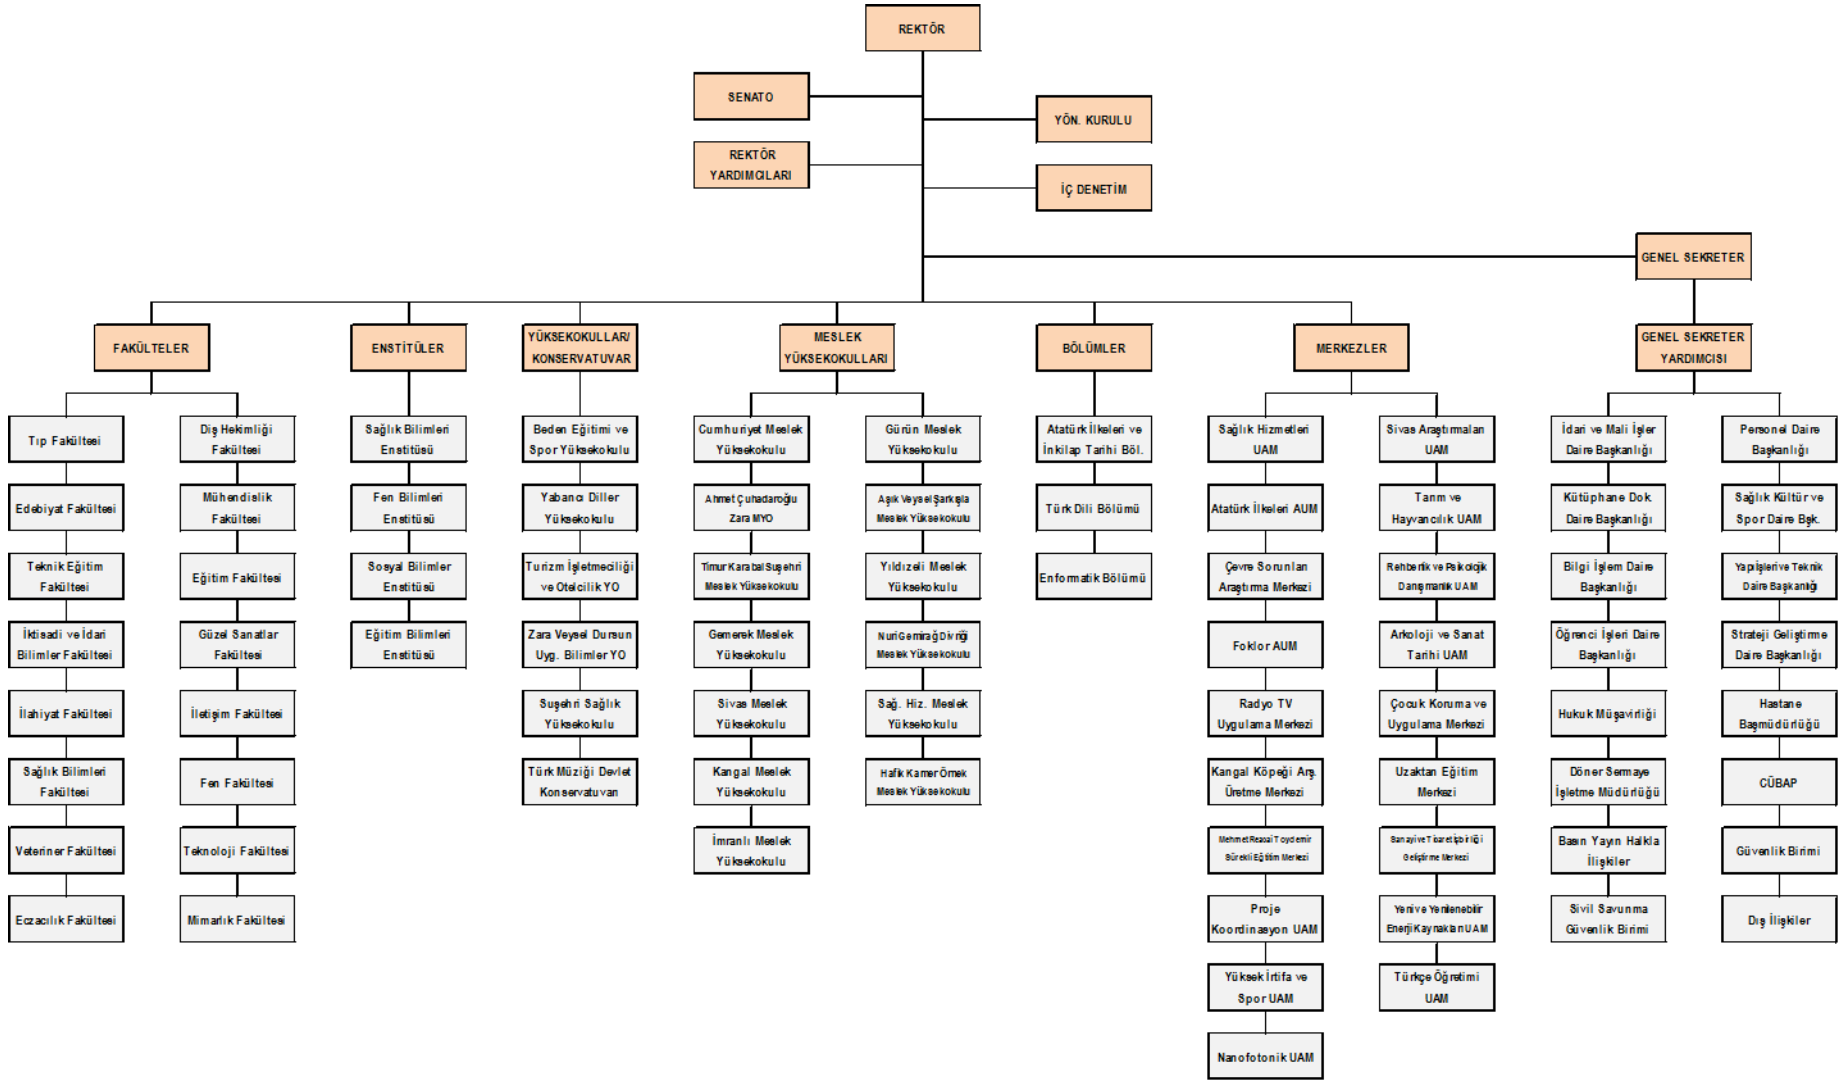 REKTÖR
SENATO
YÖN. KURULU
REKTÖR
YARDIMCILARI
İÇ DENETİM
GENEL SEKRETER
FAKÜLTELER
ENSTİTÜLER
YÜKSEKOKULLAR/
KONSERVATUVAR
MESLEK
YÜKSEKOKULLARI
BÖLÜMLER
MERKEZLER
GENEL SEKRETER
YARDIMCISI
Tıp Fakültesi
Edebiyat Fakültesi
Teknik Eğitim
Fakültesi
İktisadi ve İdari
Bilimler Fakültesi
İlahiyat Fakültesi
Sağlık Bilimleri
Fakültesi
Veteriner Fakültesi
Eczacılık Fakültesi
Diş Hekimliği
Fakültesi
Mühendislik
Fakültesi
Eğitim Fakültesi
Güzel Sanatlar
Fakültesi
İletişim Fakültesi
Fen Fakültesi
Teknoloji Fakültesi
Mimarlık Fakültesi
Sağlık Bilimleri
Enstitüsü
Fen Bilimleri
Enstitüsü
Sosyal Bilimler
Enstitüsü
Eğitim Bilimleri
Enstitüsü
Beden Eğitimi ve
Spor Yüksekokulu
Yabancı Diller
Yüksekokulu
Turizm İşletmeciliği
ve Otelcilik YO
Zara Veysel Dursun
Uyg. Bilimler YO
Suşehri Sağlık
Yüksekokulu
Türk Müziği Devlet
Konservatuvarı
Cumhuriyet Meslek
Yüksekokulu
Ahmet Çuhadaroğlu
Zara MYO
Timur Karabal Suşehri
Meslek Yüksekokulu
Gemerek Meslek
Yüksekokulu
Sivas Meslek
Yüksekokulu
Kangal Meslek
Yüksekokulu
İmranlı Meslek
Yüksekokulu
Gürün Meslek
Yüksekokulu
Aşık Veysel Şarkışla
Meslek Yüksekokulu
Yıldızeli Meslek
Yüksekokulu
Nuri Demirağ Divriği
Meslek Yüksekokulu
Sağ. Hiz. Meslek
Yüksekokulu
Hafik Kamer Örnek
Meslek Yüksekokulu
Atatürk İlkeleri ve
İnkilap Tarihi Böl.
Türk Dili Bölümü
Enformatik Bölümü
Sağlık Hizmetleri
UAM
Atatürk İlkeleri AUM
Çevre Sorunları
Araştırma Merkezi
Foklor AUM
Radyo TV
Uygulama Merkezi
Kangal Köpeği Arş.
Üretme Merkezi
Mehmet Rezaal Toydemir
Sürekli Eğitim Merkezi
Proje
Koordinasyon UAM
Yüksek İrtifa ve
Spor UAM
Nanofotonik UAM
Sivas Araştırmaları
UAM
Tarım ve
Hayvancılık UAM
Rehberlik ve Psikolojik
Danışmanlık UAM
Arkoloji ve Sanat
Tarihi UAM
Çocuk Koruma ve
Uygulama Merkezi
Uzaktan Eğitim
Merkezi
Sanayi ve Ticaret İşbirliği
Geliştirme Merkezi
Yeni ve Yenilenebilir
Enerji Kaynakları UAM
Türkçe Öğretimi
UAM
İdari ve Mali İşler
Daire Başkanlığı
Kütüphane Dok.
Daire Başkanlığı
Bilgi İşlem Daire
Başkanlığı
Öğrenci İşleri Daire
Başkanlığı
Hukuk Müşavirliği
Döner Sermaye
İşletme Müdürlüğü
Basın Yayın Halkla
İlişkiler
Sivil Savunma
Güvenlik Birimi
Personel Daire
Başkanlığı
Sağlık Kültür ve
Spor Daire Bşk.
Yapı İşleri ve Teknik
Daire Başkanlığı
Strateji Geliştirme
Daire Başkanlığı
Hastane
Başmüdürlüğü
CÜBAP
Güvenlik Birimi
Dış İlişkiler